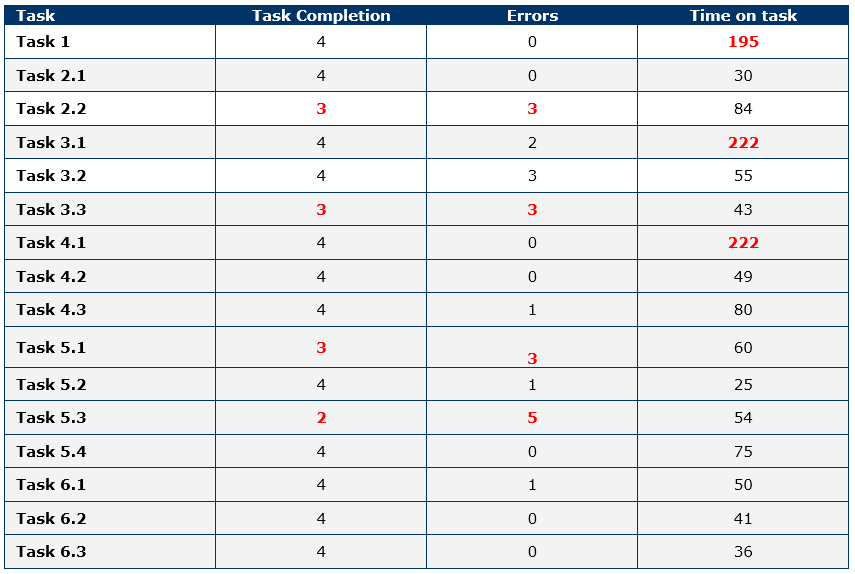 Task Task Completion Errors Time on task
Task 1 4 0 195
Task 2.1 4 0 30
Task 2.2 3 3 84
Task 3.1 4 2 222
Task 3.2 4 3 55
Task 3.3 3 3 43
Task 4.1 4 0 222
Task 4.2 4 0 49
Task 4.3 4 1 80
Task 5.1 3 3 60
Task 5.2 4 1 25
Task 5.3 2 5 54
Task 5.4 4 0 75
Task 6.1 4 1 50
Task 6.2 4 0 41
Task 6.3 4 0 36